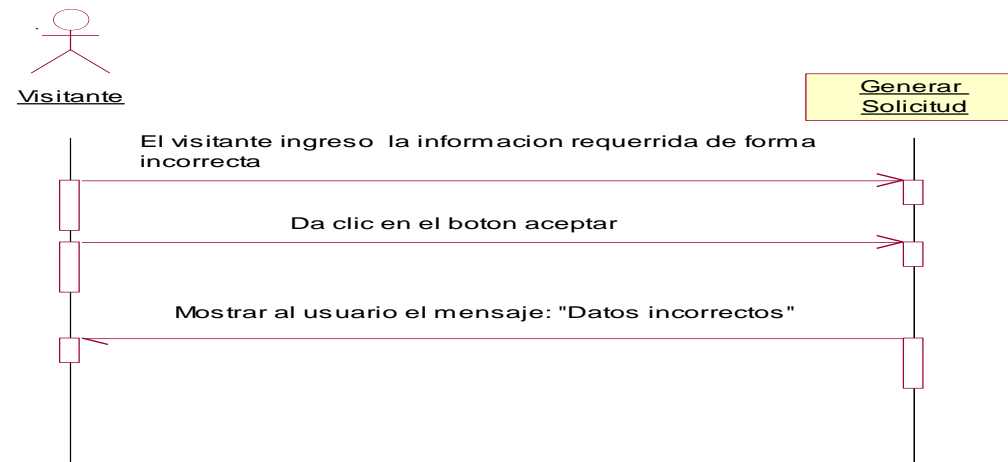 Visitante
Generar
Solicitud
El visitante ingreso la informacion requerrida de forma
incorrecta
Da clic en el boton aceptar
Mostrar al usuario el mensaje: "Datos incorrectos"